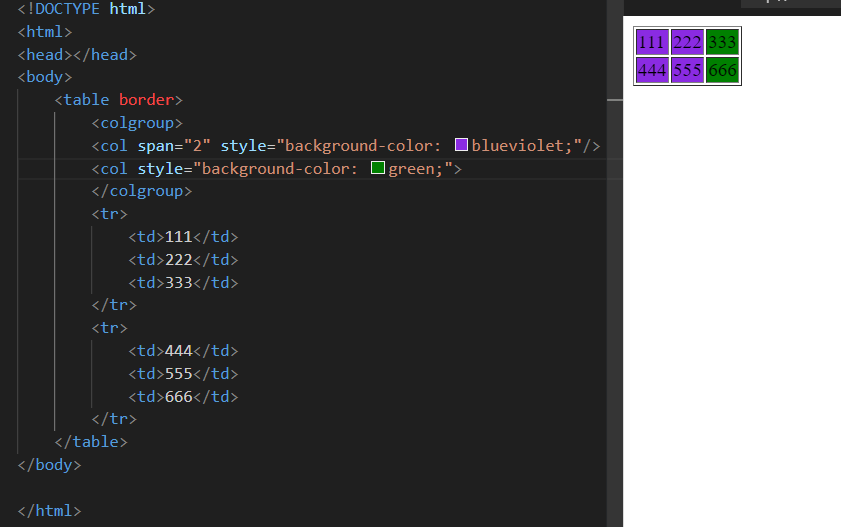 <!DOCTYPE html>
<html>
<head></head>
<body>
<table border>
<colgroup>
<col span="2" style="background-color: blueviolet;"/>
<col style="background-color: green;">
</colgroup>
<tr>
<td>111</td>
<td>222</td>
<td>333</td>
</tr>
<tr>
<td>444</td>
<td>555</td>
<td>666</td>
</tr>
</table>
</body>
</html>
111 222 333
444 555 666